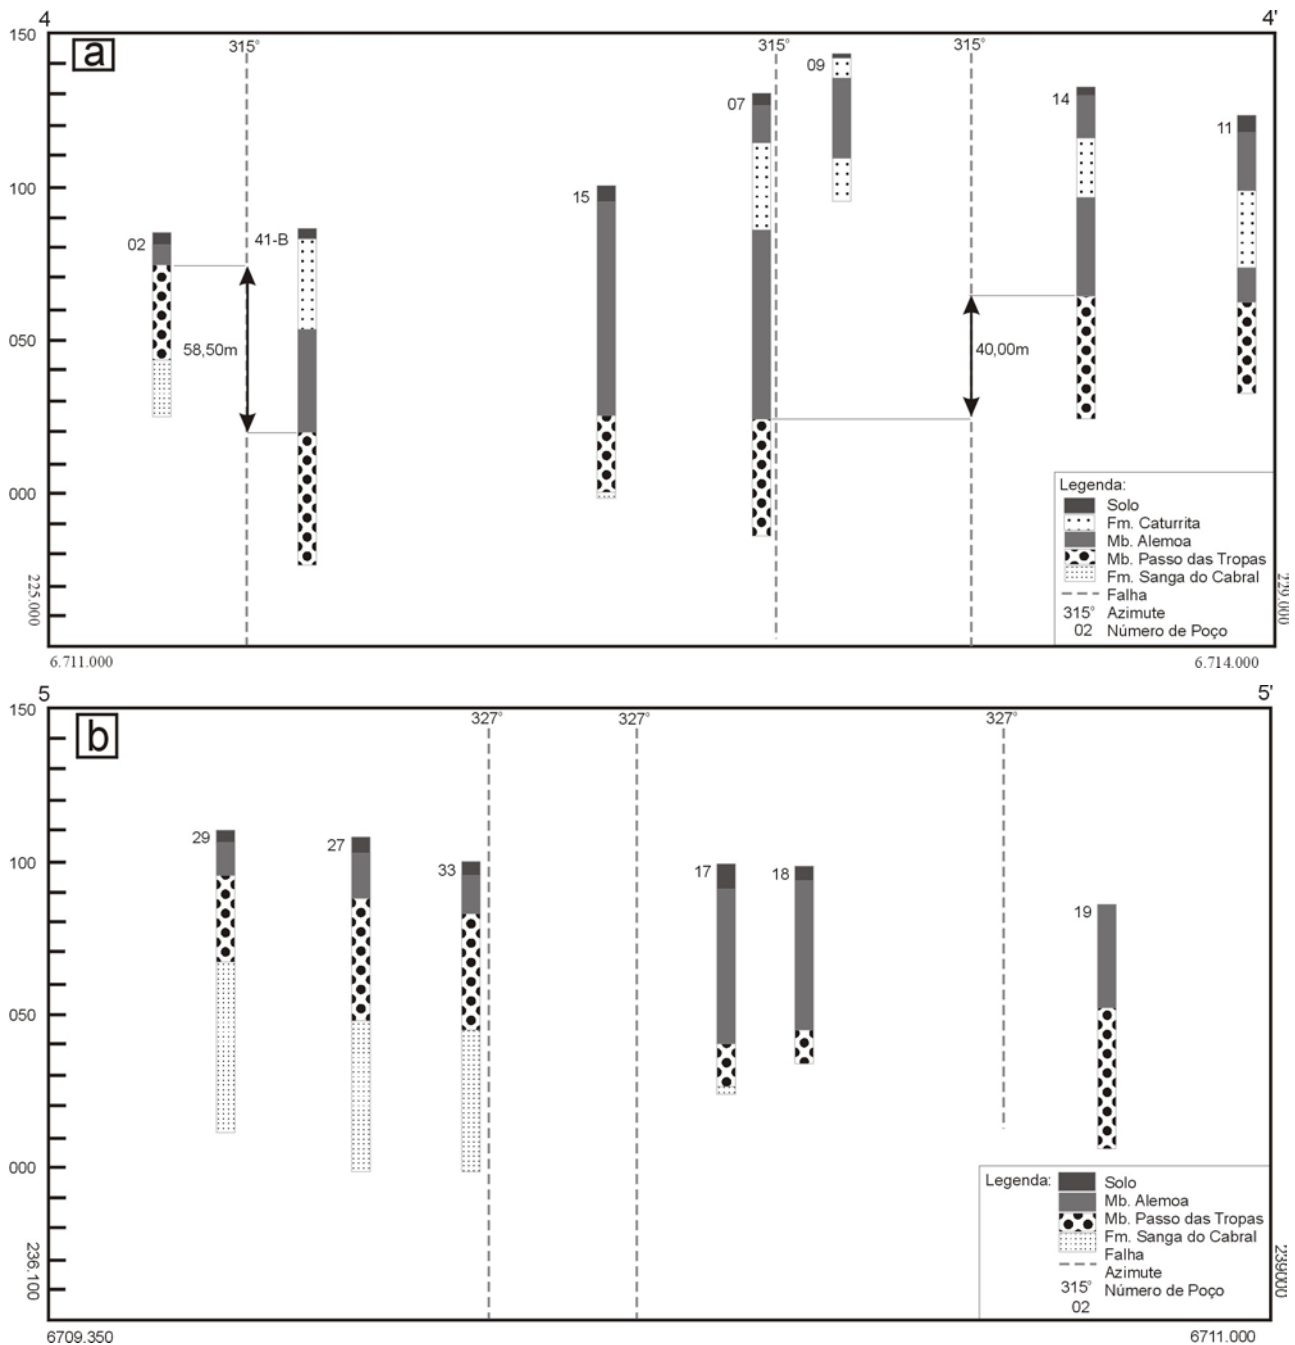 4 4'
150
a
315° 315° 315°
09
07
14
11
100
15
02
41-B
050
58,50m
40,00m
000
Legenda:
Solo
Fm. Caturrita
Mb. Alemoa
Mb. Passo das Tropas
Fm. Sanga do Cabral
Falha
315° Azimute
02 Número de Poço
225.000
6.711.000 6.714.000
5 5'
150
b
327° 327° 327°
29
27
100
33
17
18
19
050
000
Legenda:
Solo
Mb. Alemoa
Mb. Passo das Tropas
Fm. Sanga do Cabral
Falha
Azimute
315° Número de Poço
02
236.100
239000
6709.350 6711.000